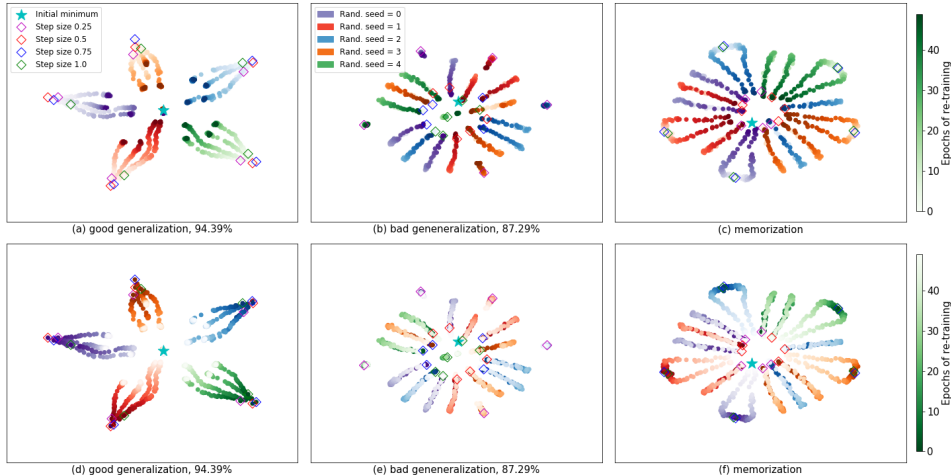 Initial minimum
Step size 0.25
Step size 0.5
Step size 0.75
Step size 1.0
Rand. seed = 0
Rand. seed = 1
Rand. seed = 2
Rand. seed = 3
Rand. seed = 4
40
30
20
10
0
Epochs of re-training
(a) good generalization, 94.39%
(b) bad geneneralization, 87.29%
(c) memorization
40
30
20
10
0
Epochs of re-training
(d) good generalization, 94.39%
(e) bad geneneralization, 87.29%
(f) memorization